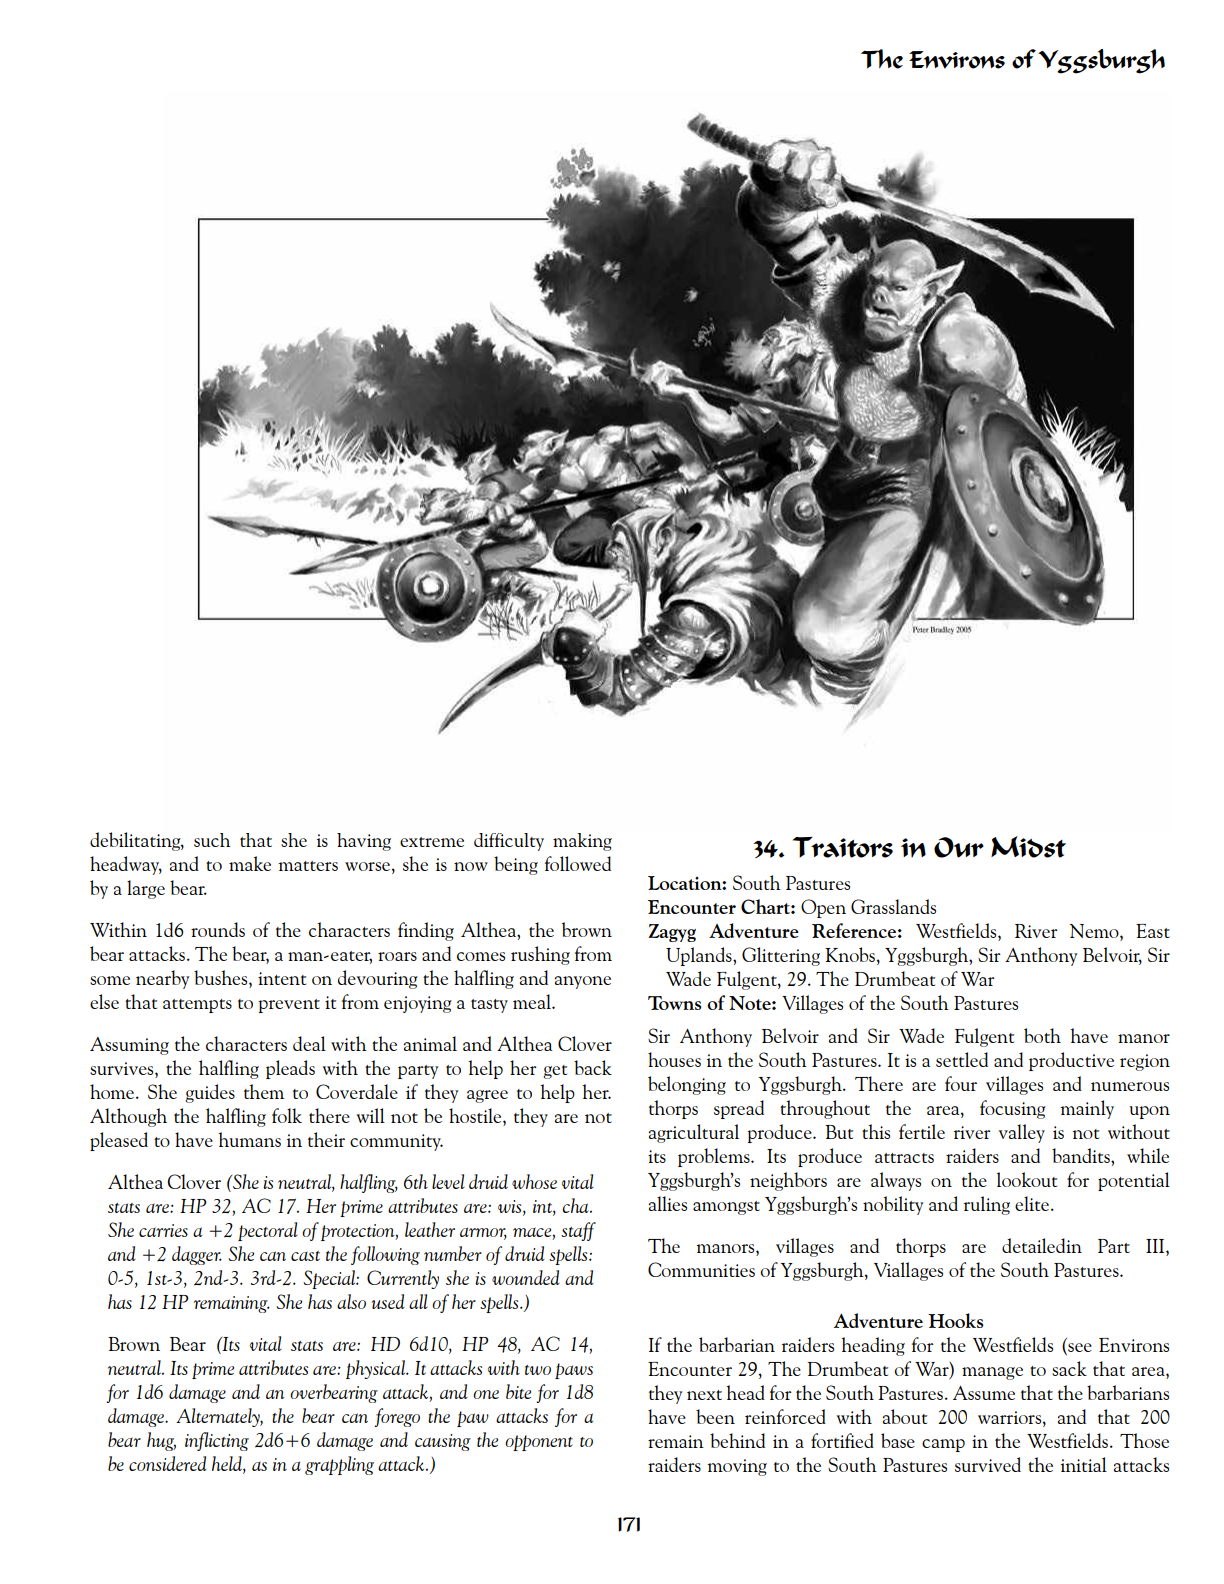 The Environs of Yggsburgh
Peter Bradley 2005
debilitating, such that she is having extreme difficulty making
headway, and to make matters worse, she is now being followed
by a large bear.
Within 1d6 rounds of the characters finding Althea, the brown
bear attacks. The bear, a man-eater, roars and comes rushing from
some nearby bushes, intent on devouring the halfling and anyone
else that attempts to prevent it from enjoying a tasty meal.
Assuming the characters deal with the animal and Althea Clover
survives, the halfling pleads with the party to help her get back
home. She guides them to Coverdale if they agree to help her.
Although the halfling folk there will not be hostile, they are not
pleased to have humans in their community.
Althea Clover (She is neutral, halfling, 6th level druid whose vital
stats are: HP 32, AC 17. Her prime attributes are: wis, int, cha.
She carries a +2 pectoral of protection, leather armor, mace, staff
and +2 dagger. She can cast the following number of druid spells:
0-5, 1st-3, 2nd-3. 3rd-2. Special: Currently she is wounded and
has 12 HP remaining. She has also used all of her spells.)
Brown Bear (Its vital stats are: HD 6d10, HP 48, AC 14,
neutral. Its prime attributes are: physical. It attacks with two paws
for 1d6 damage and an overbearing attack, and one bite for 1d8
damage. Alternately, the bear can forego the paw attacks for a
bear hug, inflicting 2d6+6 damage and causing the opponent to
be considered held, as in a grappling attack.)
34. Traitors in Our Midst
Location: South Pastures
Encounter Chart: Open Grasslands
Zagyg Adventure Reference: Westfields, River Nemo, East
Uplands, Glittering Knobs, Yggsburgh, Sir Anthony Belvoir, Sir
Wade Fulgent, 29. The Drumbeat of War
Towns of Note: Villages of the South Pastures
Sir Anthony Belvoir and Sir Wade Fulgent both have manor
houses in the South Pastures. It is a settled and productive region
belonging to Yggsburgh. There are four villages and numerous
thorps spread throughout the area, focusing mainly upon
agricultural produce. But this fertile river valley is not without
its problems. Its produce attracts raiders and bandits, while
Yggsburgh's neighbors are always on the lookout for potential
allies amongst Yggsburgh's nobility and ruling elite.
The manors, villages and thorps are detailedin Part III,
Communities of Yggsburgh, Viallages of the South Pastures.
Adventure Hooks
If the barbarian raiders heading for the Westfields (see Environs
Encounter 29, The Drumbeat of War) manage to sack that area,
they next head for the South Pastures. Assume that the barbarians
have been reinforced with about 200 warriors, and that 200
remain behind in a fortified base camp in the Westfields. Those
raiders moving to the South Pastures survived the initial attacks
171